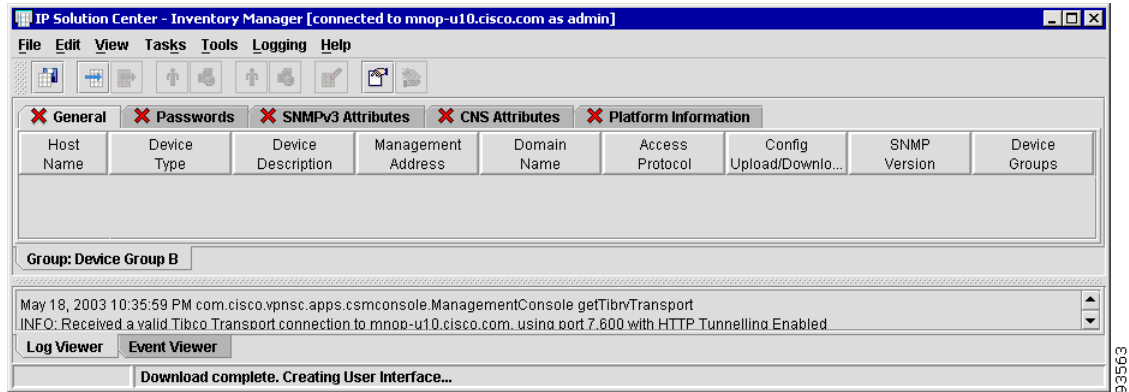 IP Solution Center - Inventory Manager [connected to mnop-u10.cisco.com as admin]
File Edit View Tasks Tools Logging Help
General Passwords SNMPv3 Attributes CNS Attributes Platform Information
Host Name Device Type Device Description Management Address Domain Name Access Protocol Config Upload/Downlo... SNMP Version Device Groups
Group: Device Group B
May 18, 2003 10:35:59 PM com.cisco.vpnsc.apps.csmconsole.ManagementConsole getTibrvTransport
INFO: Received a valid Tibco Transport connection to mnop-u10.cisco.com, using port 7,600 with HTTP Tunnelling Enabled
Log Viewer Event Viewer
Download complete. Creating User Interface...
93563